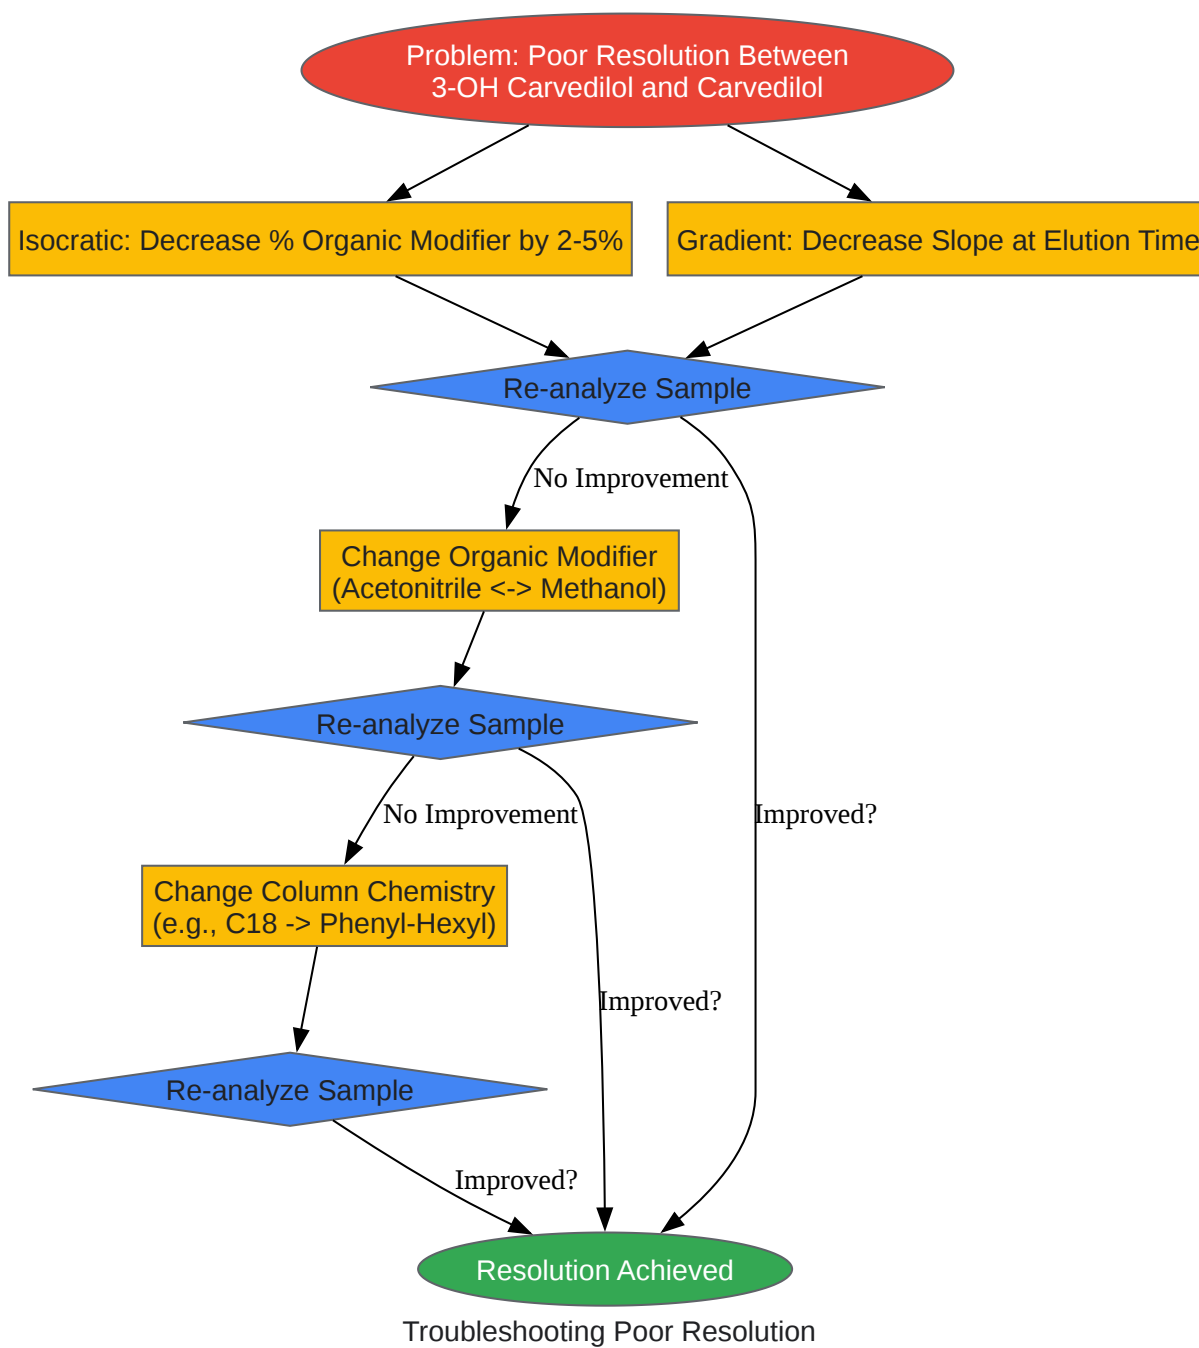 Problem: Poor Resolution Between
3-OH Carvedilol and Carvedilol
Isocratic: Decrease % Organic Modifier by 2-5%
Gradient: Decrease Slope at Elution Time
Re-analyze Sample
No Improvement
Change Organic Modifier
(Acetonitrile <-> Methanol)
Re-analyze Sample
No Improvement
Improved?
Change Column Chemistry
(e.g., C18 -> Phenyl-Hexyl)
Improved?
Re-analyze Sample
Improved?
Resolution Achieved
Troubleshooting Poor Resolution